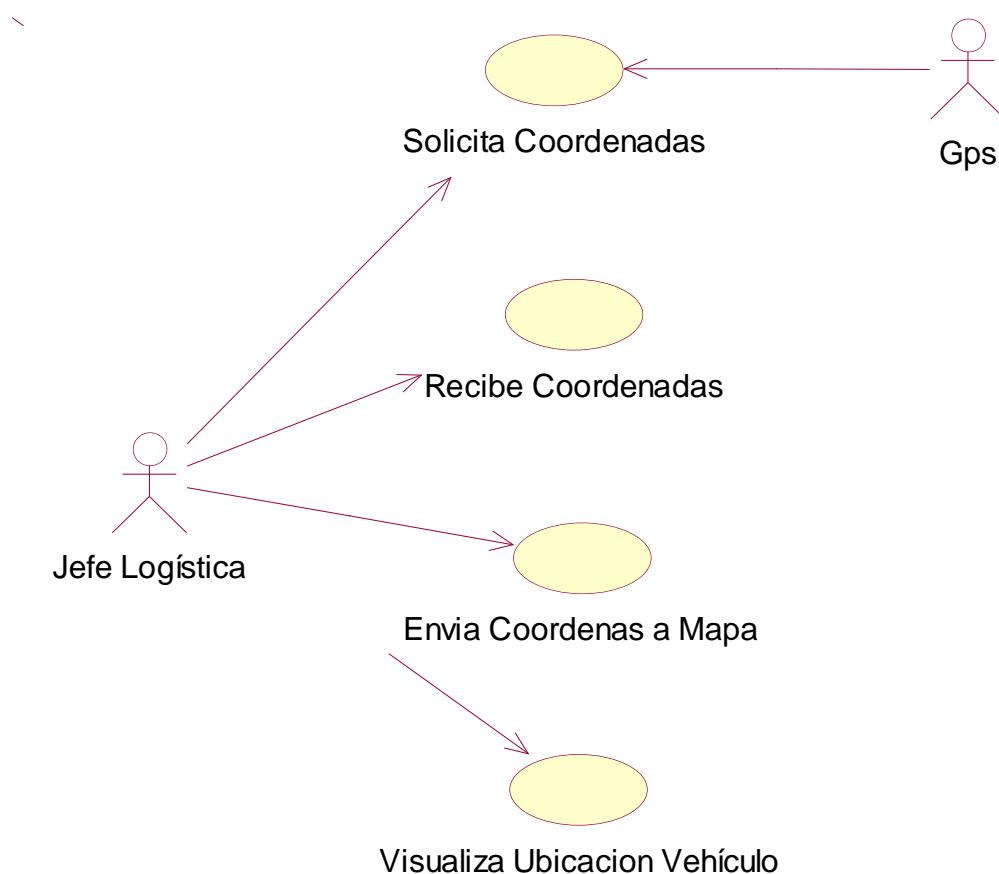 Solicita Coordenadas
Gps
Recibe Coordenadas
Jefe Logística
Envia Coordenas a Mapa
Visualiza Ubicacion Vehículo